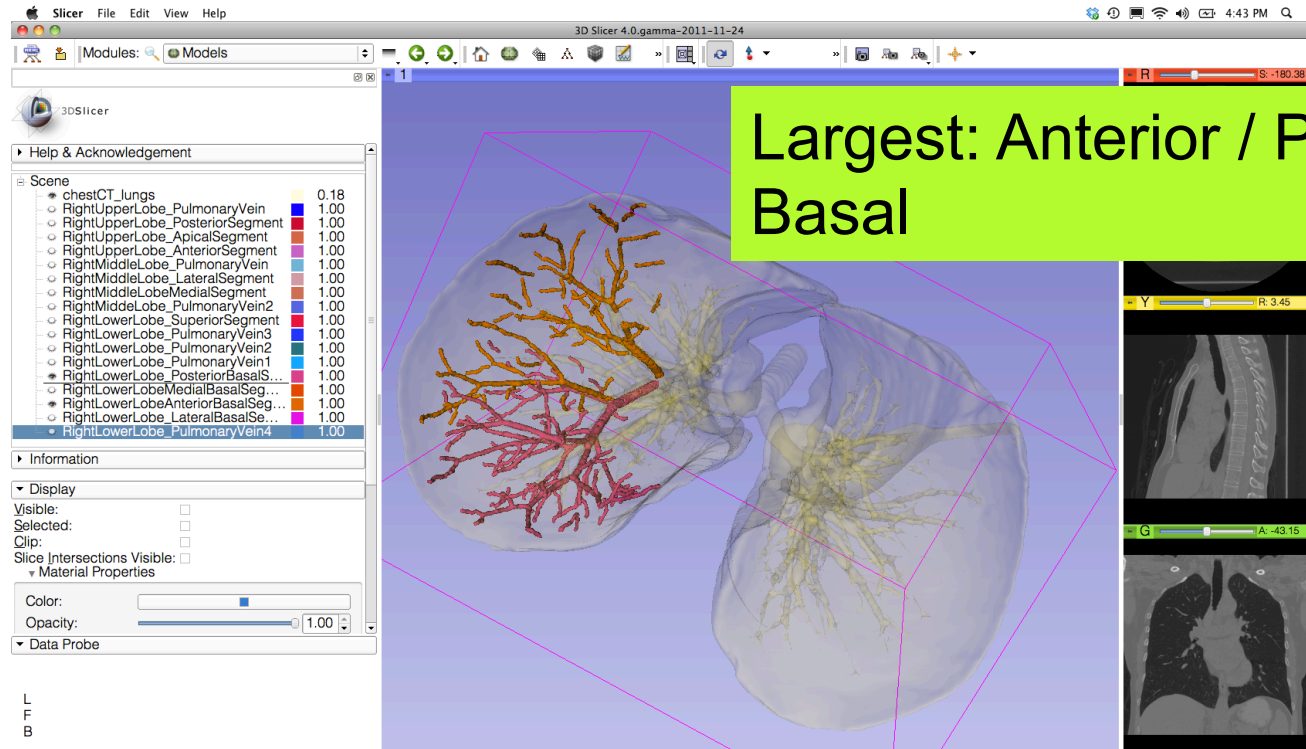 Slicer File Edit View Help 4:43 PM
3D Slicer 4.0.gamma-2011-11-24
Modules: Models
1
R S: -180.38
3DSlicer
Largest: Anterior / P
Basal
Help & Acknowledgement
Scene
chestCT_lungs 0.18
RightUpperLobe_PulmonaryVein 1.00
RightUpperLobe_PosteriorSegment 1.00
RightUpperLobe_ApicalSegment 1.00
RightUpperLobe_AnteriorSegment 1.00
RightMiddleLobe_PulmonaryVein 1.00
RightMiddleLobe_LateralSegment 1.00
RightMiddeLobeMedialSegment 1.00
RightMiddeLobe_PulmonaryVein2 1.00
RightLowerLobe_SuperiorSegment 1.00
RightLowerLobe_PulmonaryVein3 1.00
RightLowerLobe_PulmonaryVein2 1.00
RightLowerLobe_PulmonaryVein1 1.00
RightLowerLobe_PosteriorBasalS... 1.00
RightLowerLobeMedialBasalSeg... 1.00
RightLowerLobeAnteriorBasalSeg... 1.00
RightLowerLobe_LateralBasalSe... 1.00
RightLowerLobe_PulmonaryVein4 1.00
Y R: 3.45
Information
Display
Visible:
Selected:
Clip:
Slice Intersections Visible:
Material Properties
Color:
Opacity: 1.00
G A: -43.15
Data Probe
L
F
B